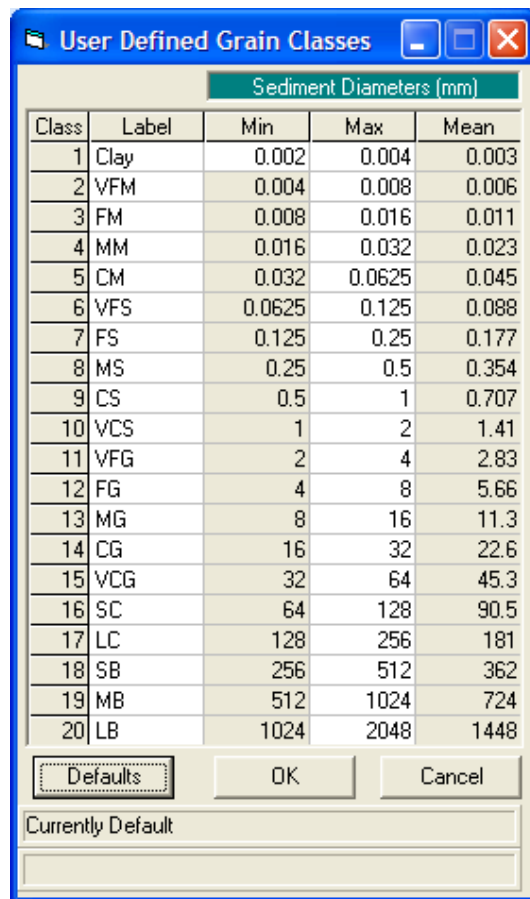 User Defined Grain Classes
Sediment Diameters (mm)
Class Label Min Max Mean
1 Clay 0.002 0.004 0.003
2 VFM 0.004 0.008 0.006
3 FM 0.008 0.016 0.011
4 MM 0.016 0.032 0.023
5 CM 0.032 0.0625 0.045
6 VFS 0.0625 0.125 0.088
7 FS 0.125 0.25 0.177
8 MS 0.25 0.5 0.354
9 CS 0.5 1 0.707
10 VCS 1 2 1.41
11 VFG 2 4 2.83
12 FG 4 8 5.66
13 MG 8 16 11.3
14 CG 16 32 22.6
15 VCG 32 64 45.3
16 SC 64 128 90.5
17 LC 128 256 181
18 SB 256 512 362
19 MB 512 1024 724
20 LB 1024 2048 1448
Defaults OK Cancel
Currently Default